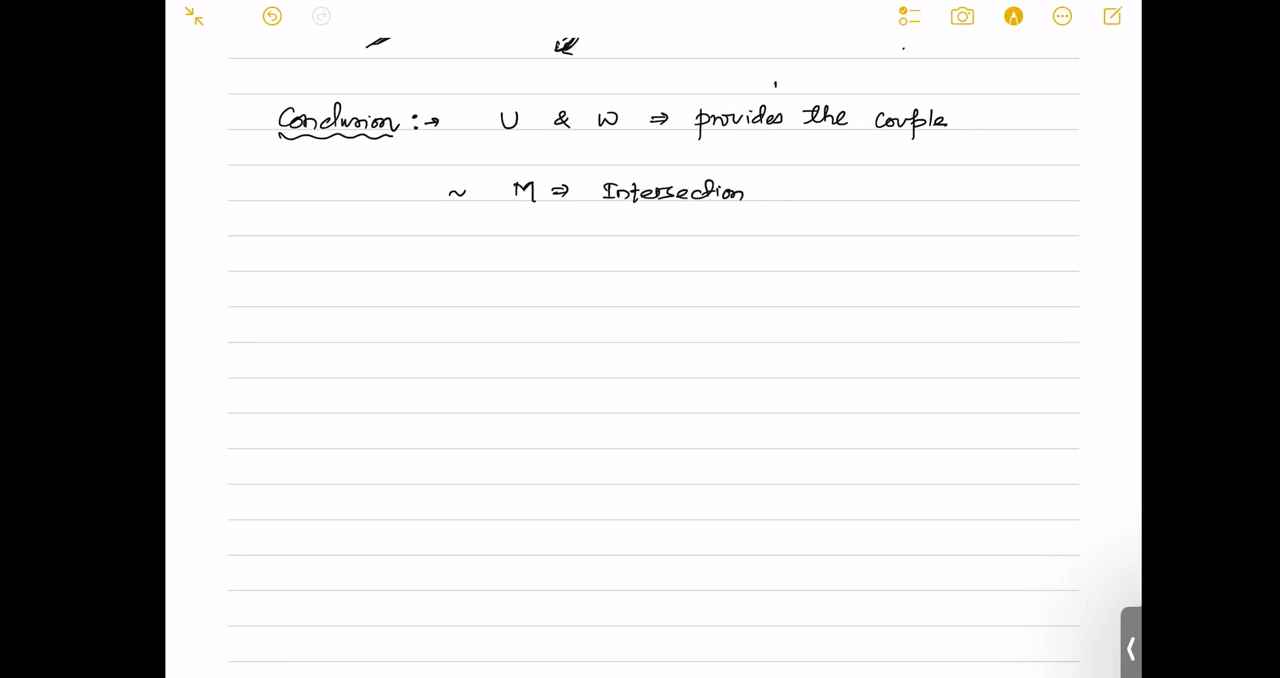 Conclusion :→ U & W ⇒ provides the couple
~ M ⇒ Intersection